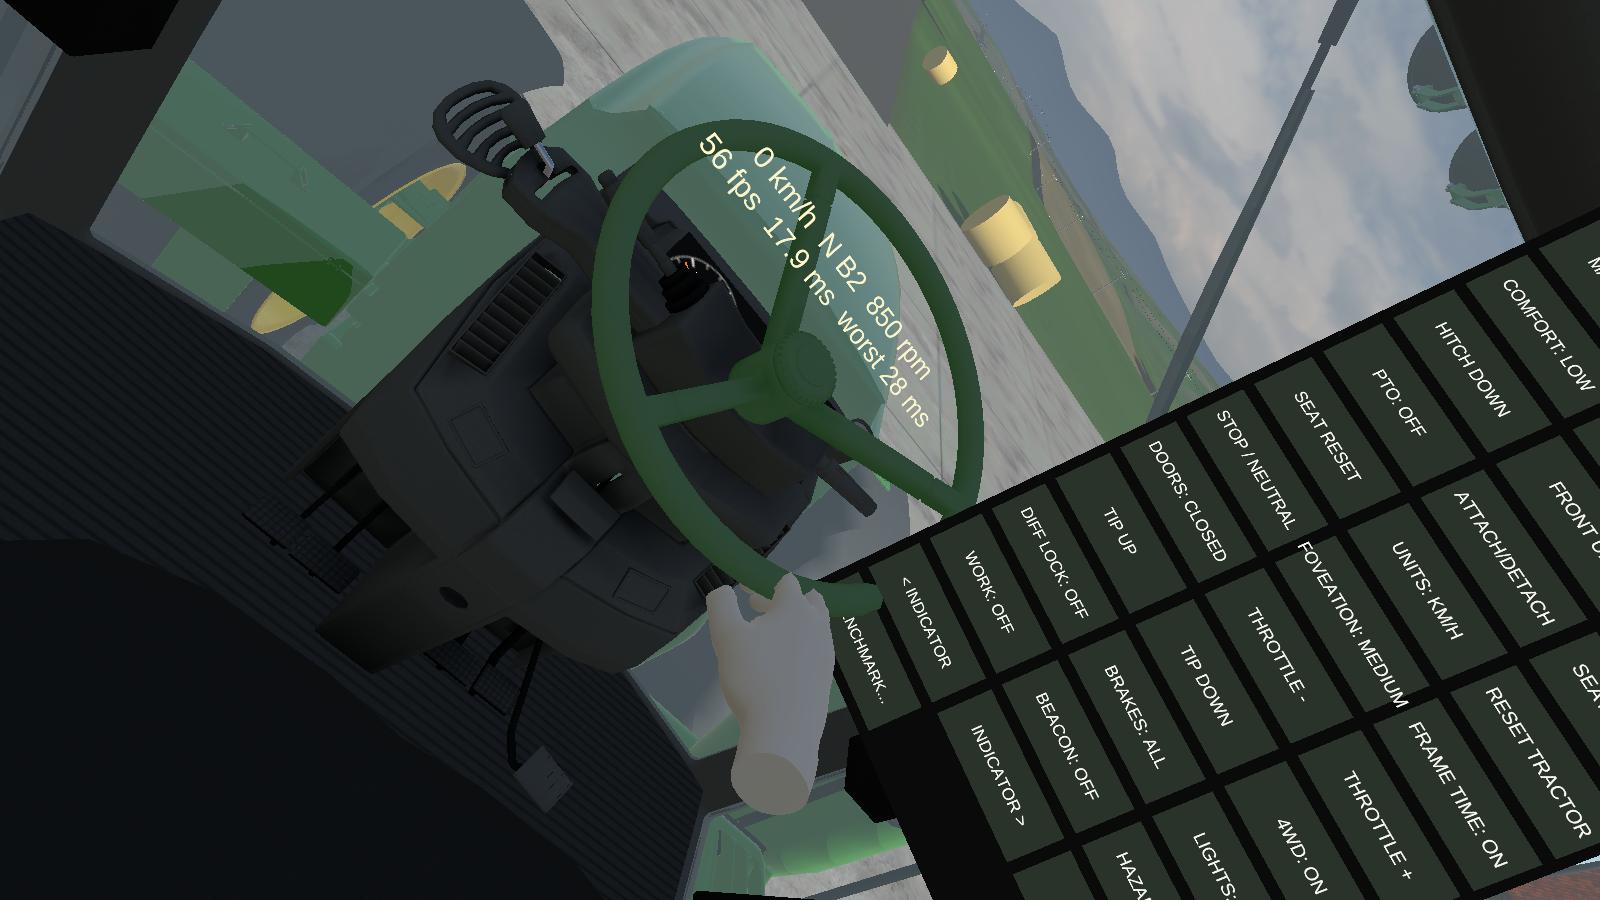 0 km/h N B2 850 rpm
56 fps 17.9 ms worst 28 ms
COMFORT: LOW
HITCH DOWN
PTO: OFF
SEAT RESET
STOP / NEUTRAL
DOORS: CLOSED
TIP UP
DIFF LOCK: OFF
WORK: OFF
< INDICATOR
FRONT
ATTACH/DETACH
UNITS: KM/H
FOVEATION: MEDIUM
THROTTLE -
TIP DOWN
BRAKES: ALL
BEACON: OFF
INDICATOR >
RESET TRACTOR
FRAME TIME: ON
THROTTLE +
4WD: ON
LIGHTS: